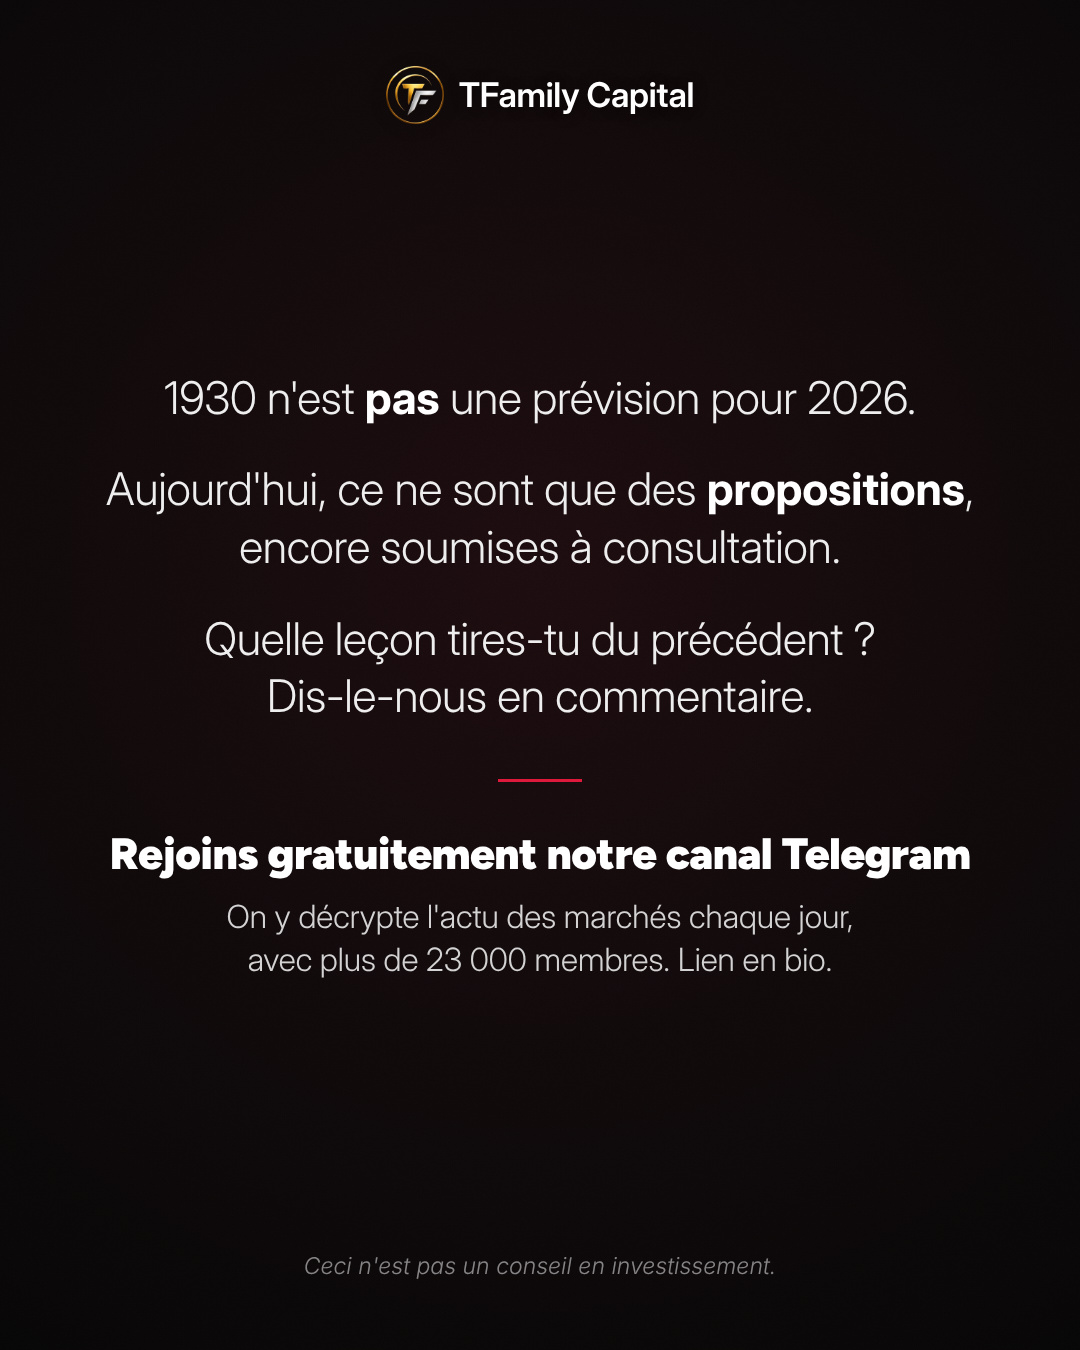 TF TFamily Capital
1930 n'est pas une prévision pour 2026.
Aujourd'hui, ce ne sont que des propositions,
encore soumises à consultation.
Quelle leçon tires-tu du précédent ?
Dis-le-nous en commentaire.
Rejoins gratuitement notre canal Telegram
On y décrypte l'actu des marchés chaque jour,
avec plus de 23 000 membres. Lien en bio.
Ceci n'est pas un conseil en investissement.